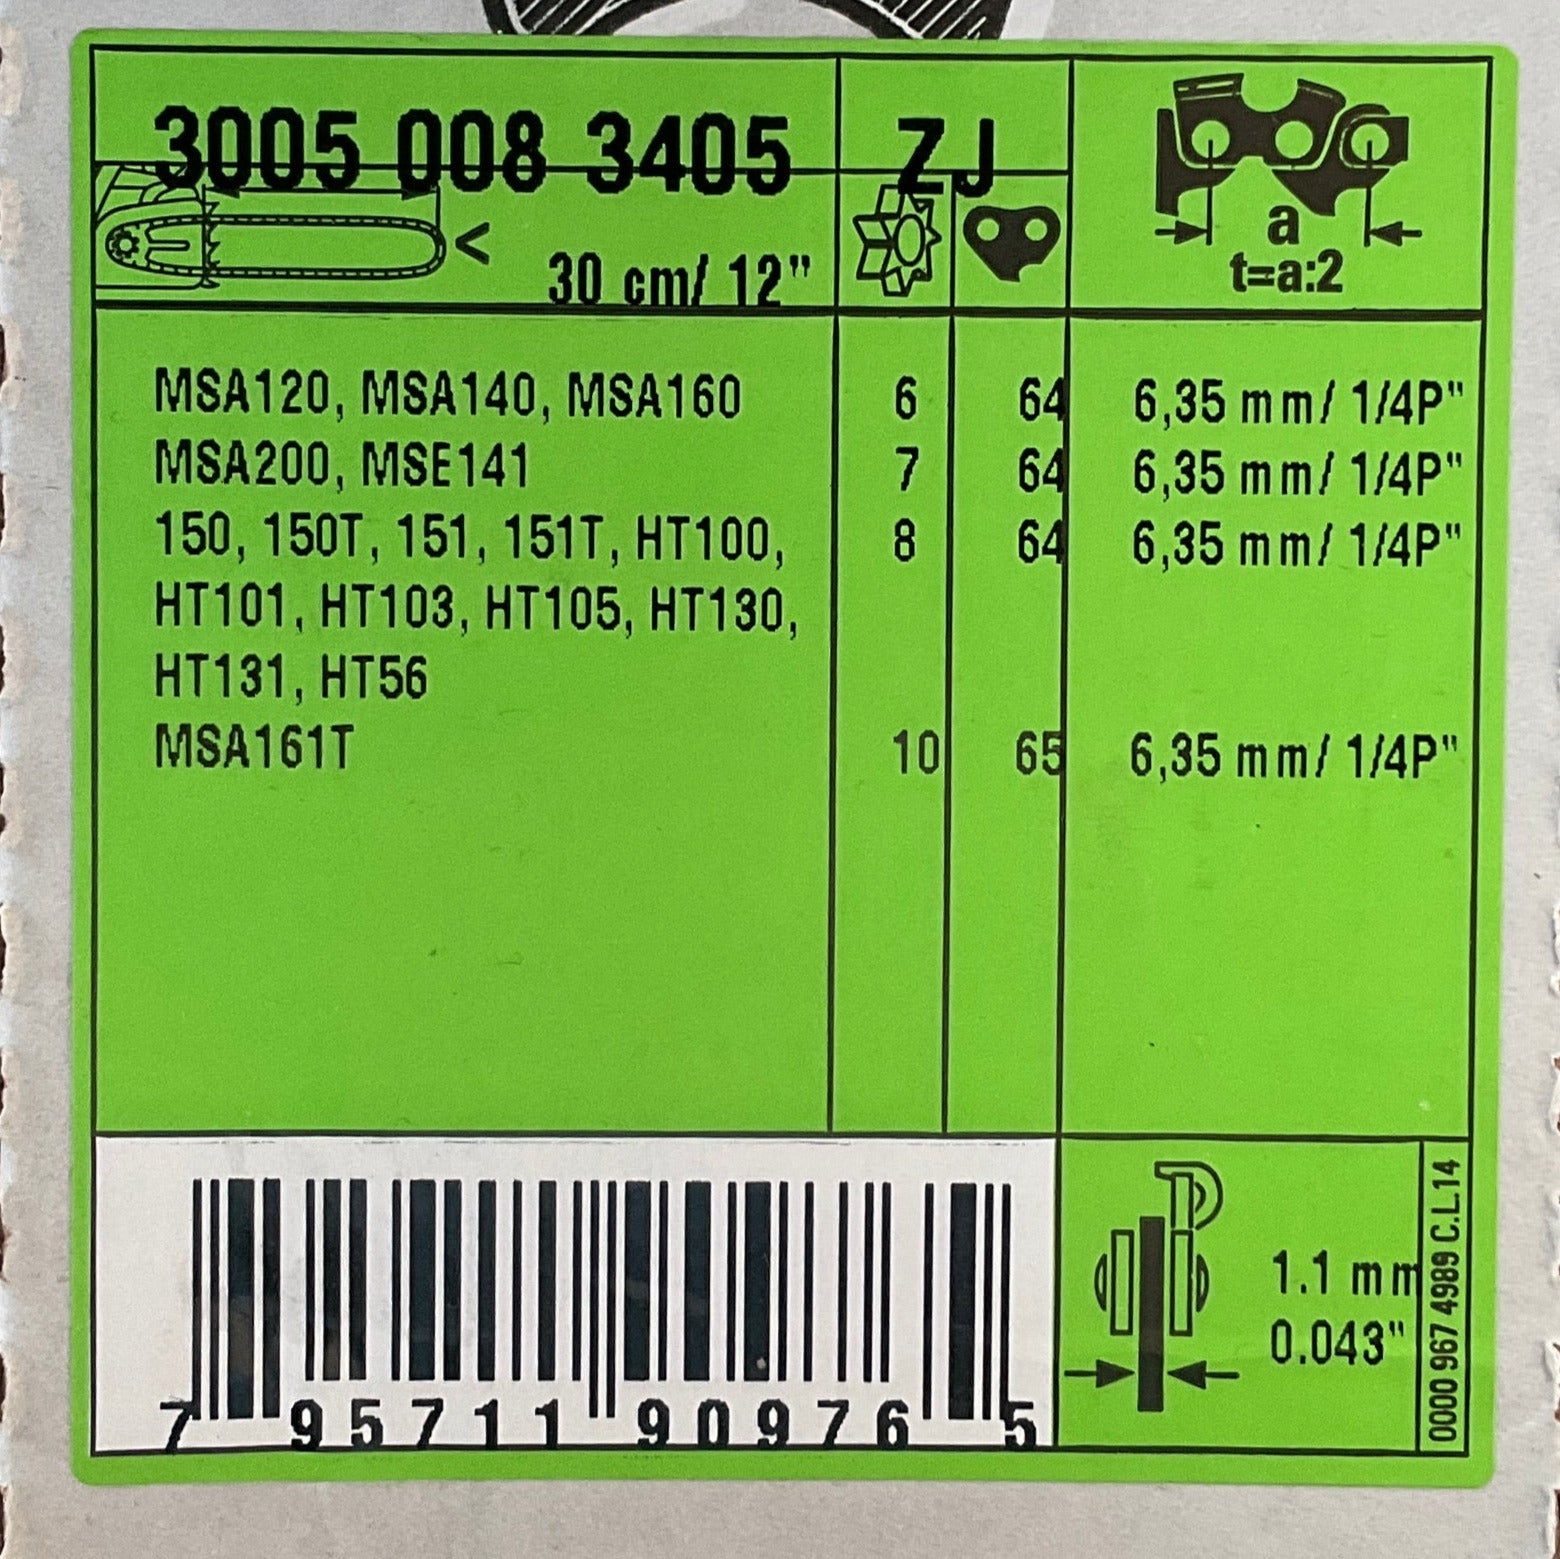 3005 008 3405 ZJ
a
t=a:2
< 30 cm/ 12"
MSA120, MSA140, MSA160 6 64 6,35 mm/ 1/4P"
MSA200, MSE141 7 64 6,35 mm/ 1/4P"
150, 150T, 151, 151T, HT100, 8 64 6,35 mm/ 1/4P"
HT101, HT103, HT105, HT130,
HT131, HT56
MSA161T 10 65 6,35 mm/ 1/4P"
1.1 mm
0.043"
0000 967 4989 C.L.14
7 95711 90976 5